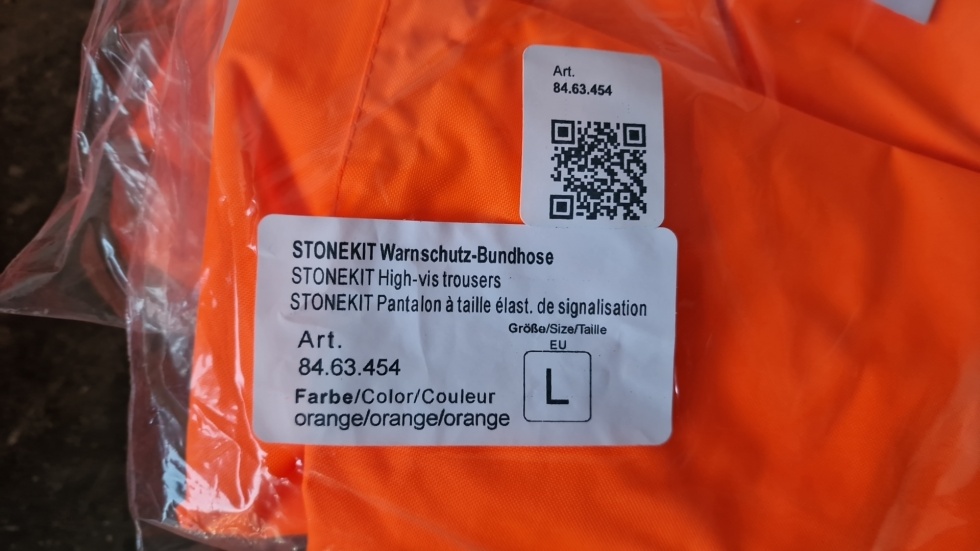 Art.
84.63.454
STONEKIT Warnschutz-Bundhose
STONEKIT High-vis trousers
STONEKIT Pantalon à taille élast. de signalisation
Größe/Size/Taille
EU
L
Art.
84.63.454
Farbe/Color/Couleur
orange/orange/orange